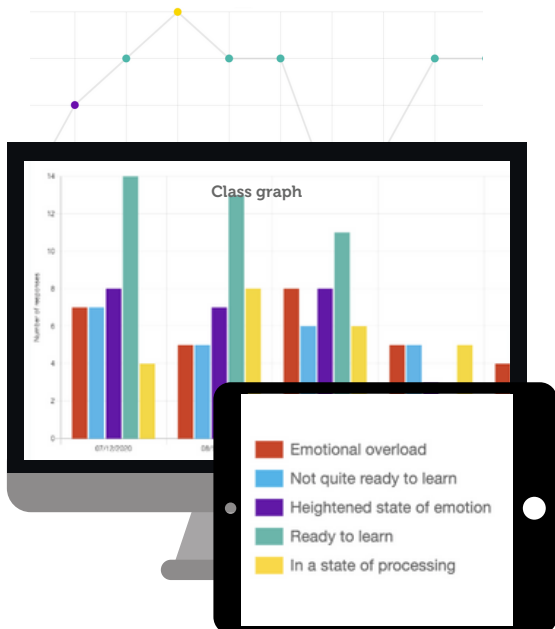 Class graph
14
12
10
8
6
4
2
0
Number of responses
07/12/2020
08/
Emotional overload
Not quite ready to learn
Heightened state of emotion
Ready to learn
In a state of processing